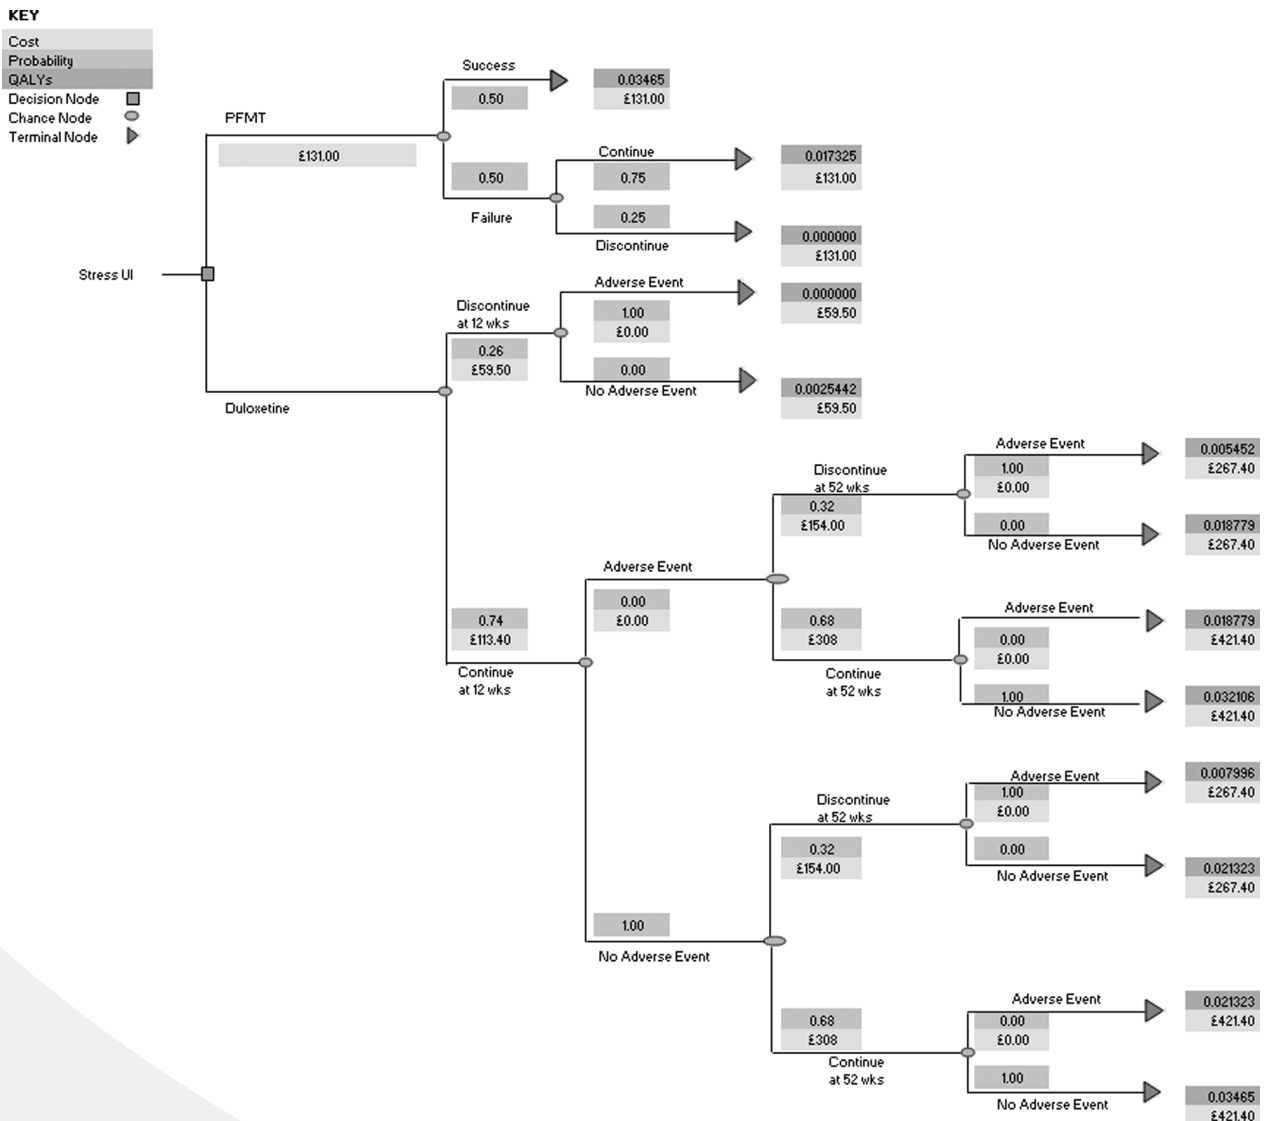 KEY
Cost
Probability
QALYs
Decision Node
Chance Node
Terminal Node
Stress UI
PFMT
£131.00
Success
0.50
0.03465
£131.00
0.50
Failure
Continue
0.75
0.017325
£131.00
0.25
Discontinue
0.000000
£131.00
Duloxetine
Discontinue
at 12 wks
0.26
£59.50
Adverse Event
1.00
£0.00
0.000000
£59.50
0.00
No Adverse Event
0.0025442
£59.50
0.74
£113.40
Continue
at 12 wks
Adverse Event
0.00
£0.00
Discontinue
at 52 wks
0.32
£154.00
Adverse Event
1.00
£0.00
0.005452
£267.40
0.00
No Adverse Event
0.018779
£267.40
0.68
£308
Continue
at 52 wks
Adverse Event
0.00
£0.00
0.018779
£421.40
1.00
No Adverse Event
0.032106
£421.40
1.00
No Adverse Event
Discontinue
at 52 wks
0.32
£154.00
Adverse Event
1.00
£0.00
0.007996
£267.40
0.00
No Adverse Event
0.021323
£267.40
0.68
£308
Continue
at 52 wks
Adverse Event
0.00
£0.00
0.021323
£421.40
1.00
No Adverse Event
0.03465
£421.40